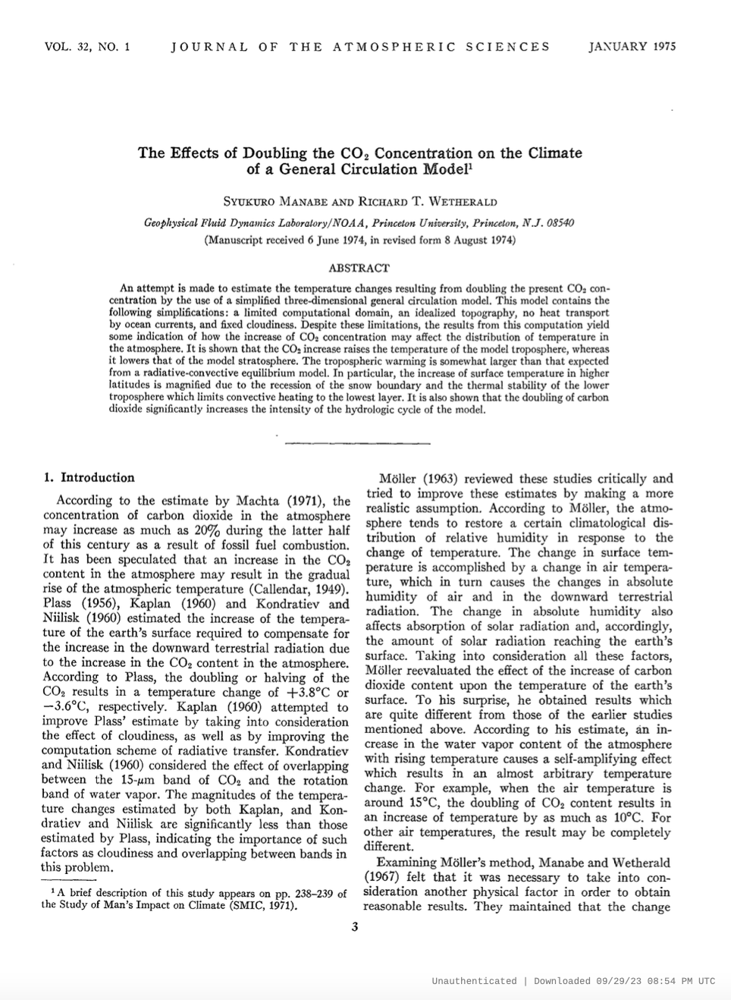 VOL. 32, NO. 1 JOURNAL OF THE ATMOSPHERIC SCIENCES JANUARY 1975
The Effects of Doubling the CO₂ Concentration on the Climate
of a General Circulation Model¹
SYUKURO MANABE AND RICHARD T. WETHERALD
Geophysical Fluid Dynamics Laboratory/NOAA, Princeton University, Princeton, N.J. 08540
(Manuscript received 6 June 1974, in revised form 8 August 1974)
ABSTRACT
An attempt is made to estimate the temperature changes resulting from doubling the present CO₂ con-
centration by the use of a simplified three-dimensional general circulation model. This model contains the
following simplifications: a limited computational domain, an idealized topography, no heat transport
by ocean currents, and fixed cloudiness. Despite these limitations, the results from this computation yield
some indication of how the increase of CO₂ concentration may affect the distribution of temperature in
the atmosphere. It is shown that the CO₂ increase raises the temperature of the model troposphere, whereas
it lowers that of the model stratosphere. The tropospheric warming is somewhat larger than that expected
from a radiative-convective equilibrium model. In particular, the increase of surface temperature in higher
latitudes is magnified due to the recession of the snow boundary and the thermal stability of the lower
troposphere which limits convective heating to the lowest layer. It is also shown that the doubling of carbon
dioxide significantly increases the intensity of the hydrologic cycle of the model.
1. Introduction
According to the estimate by Machta (1971), the
concentration of carbon dioxide in the atmosphere
may increase as much as 20% during the latter half
of this century as a result of fossil fuel combustion.
It has been speculated that an increase in the CO₂
content in the atmosphere may result in the gradual
rise of the atmospheric temperature (Callendar, 1949).
Plass (1956), Kaplan (1960) and Kondratiev and
Niilisk (1960) estimated the increase of the tempera-
ture of the earth's surface required to compensate for
the increase in the downward terrestrial radiation due
to the increase in the CO₂ content in the atmosphere.
According to Plass, the doubling or halving of the
CO₂ results in a temperature change of +3.8°C or
−3.6°C, respectively. Kaplan (1960) attempted to
improve Plass' estimate by taking into consideration
the effect of cloudiness, as well as by improving the
computation scheme of radiative transfer. Kondratiev
and Niilisk (1960) considered the effect of overlapping
between the 15-μm band of CO₂ and the rotation
band of water vapor. The magnitudes of the tempera-
ture changes estimated by both Kaplan, and Kon-
dratiev and Niilisk are significantly less than those
estimated by Plass, indicating the importance of such
factors as cloudiness and overlapping between bands in
this problem.
¹ A brief description of this study appears on pp. 238–239 of
the Study of Man's Impact on Climate (SMIC, 1971).
Möller (1963) reviewed these studies critically and
tried to improve these estimates by making a more
realistic assumption. According to Möller, the atmo-
sphere tends to restore a certain climatological dis-
tribution of relative humidity in response to the
change of temperature. The change in surface tem-
perature is accomplished by a change in air tempera-
ture, which in turn causes the changes in absolute
humidity of air and in the downward terrestrial
radiation. The change in absolute humidity also
affects absorption of solar radiation and, accordingly,
the amount of solar radiation reaching the earth's
surface. Taking into consideration all these factors,
Möller reevaluated the effect of the increase of carbon
dioxide content upon the temperature of the earth's
surface. To his surprise, he obtained results which
are quite different from those of the earlier studies
mentioned above. According to his estimate, an in-
crease in the water vapor content of the atmosphere
with rising temperature causes a self-amplifying effect
which results in an almost arbitrary temperature
change. For example, when the air temperature is
around 15°C, the doubling of CO₂ content results in
an increase of temperature by as much as 10°C. For
other air temperatures, the result may be completely
different.
Examining Möller's method, Manabe and Wetherald
(1967) felt that it was necessary to take into con-
sideration another physical factor in order to obtain
reasonable results. They maintained that the change
3
Unauthenticated | Downloaded 09/29/23 08:54 PM UTC